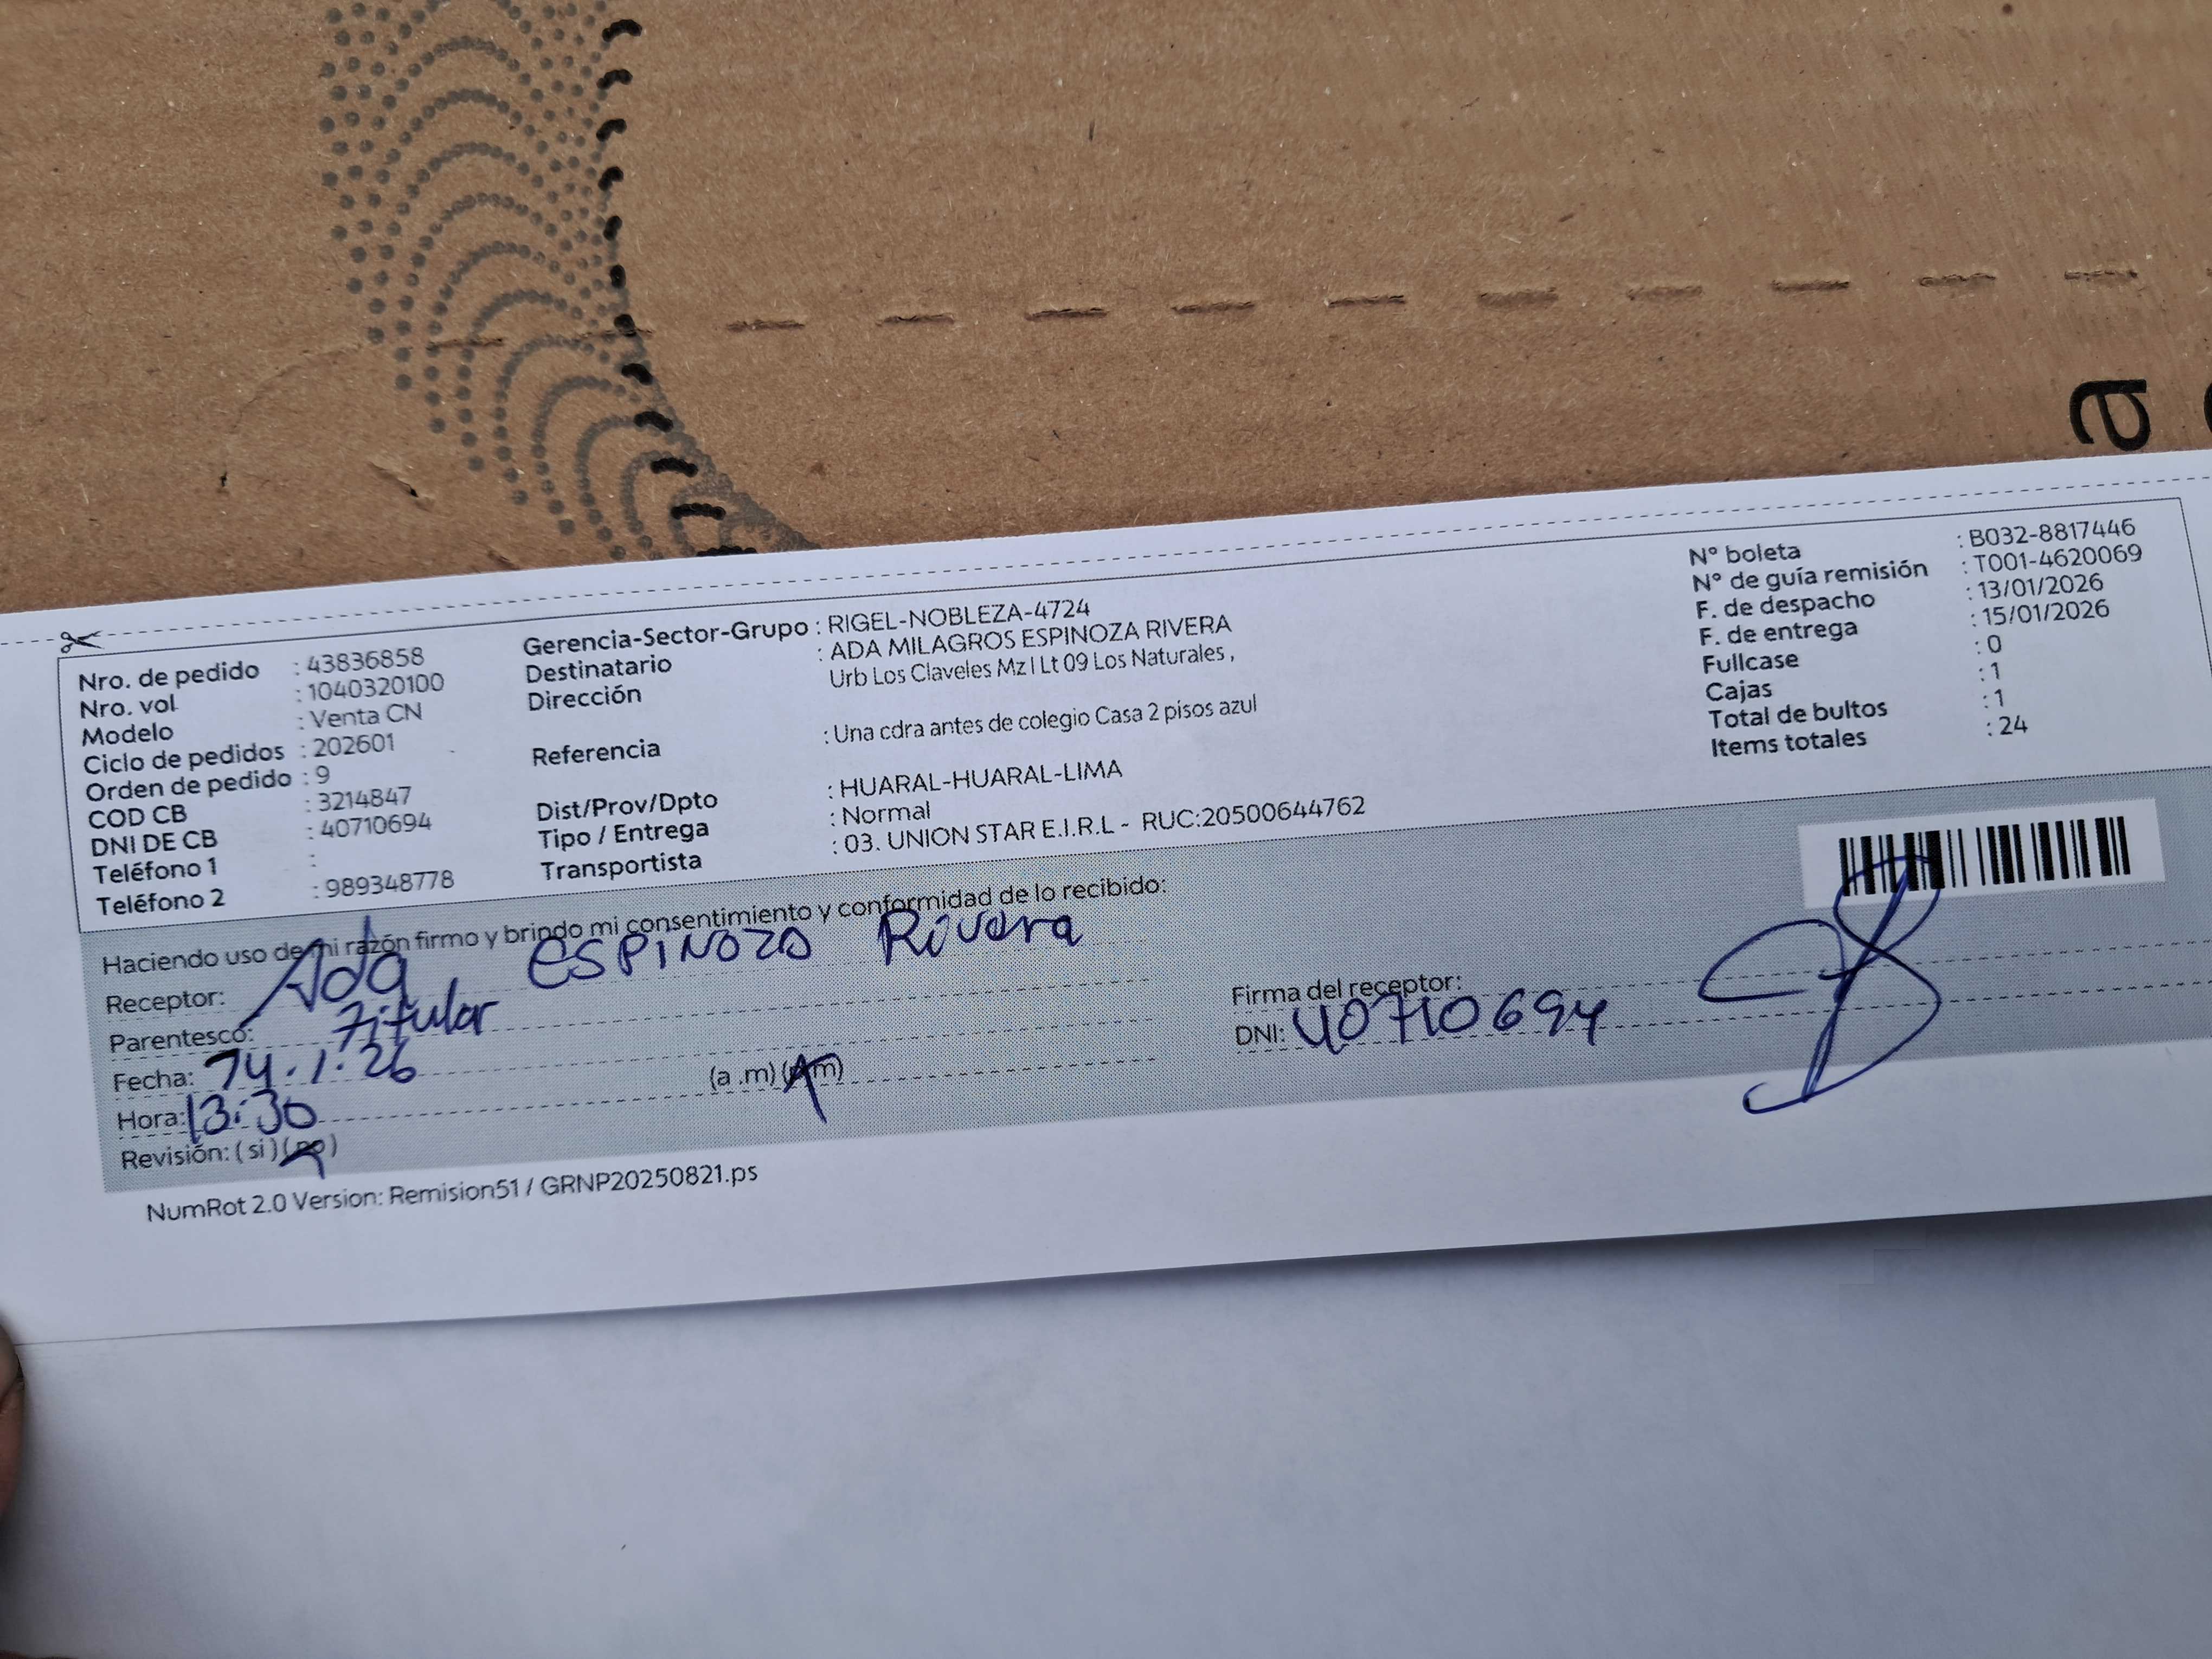 a
Nro. de pedido : 43836858
Nro. vol : 1040320100
Modelo : Venta CN
Ciclo de pedidos : 202601
Orden de pedido : 9
COD CB : 3214847
DNI DE CB : 40710694
Teléfono 1 :
Teléfono 2 : 989348778
Gerencia-Sector-Grupo : RIGEL-NOBLEZA-4724
Destinatario : ADA MILAGROS ESPINOZA RIVERA
Dirección Urb Los Claveles Mz I Lt 09 Los Naturales ,
Referencia : Una cdra antes de colegio Casa 2 pisos azul
Dist/Prov/Dpto : HUARAL-HUARAL-LIMA
Tipo / Entrega : Normal
Transportista : 03. UNION STAR E.I.R.L - RUC:20500644762
N° boleta : B032-8817446
N° de guía remisión : T001-4620069
F. de despacho : 13/01/2026
F. de entrega : 15/01/2026
Fullcase : 0
Cajas : 1
Total de bultos : 1
Items totales : 24
Haciendo uso de mi razón firmo y brindo mi consentimiento y conformidad de lo recibido:
Receptor: Ada ESPINOZA Rivera
Parentesco: Titular
Fecha: 14.1.26
Hora: 13:30 (a .m) (p.m)
Revisión: ( si ) ( no )
Firma del receptor:
DNI: 40710694
NumRot 2.0 Version: Remision51 / GRNP20250821.ps